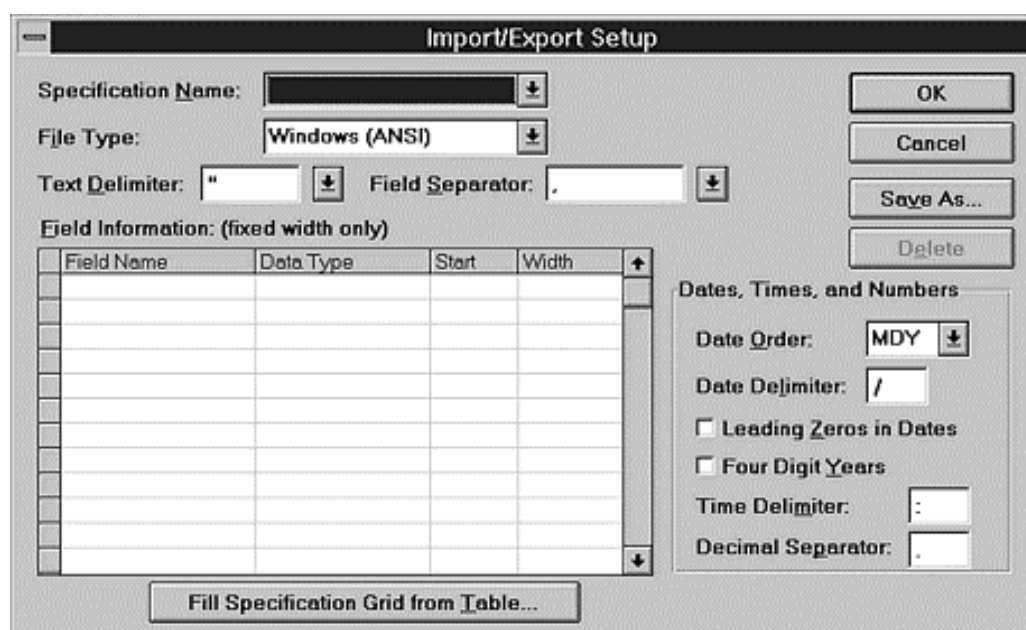 Import/Export Setup
Specification Name:
OK
File Type: Windows (ANSI)
Cancel
Text Delimiter: " Field Separator: ,
Save As...
Field Information: (fixed width only)
Delete
Field Name Data Type Start Width
Dates, Times, and Numbers
Date Order: MDY
Date Delimiter: /
Leading Zeros in Dates
Four Digit Years
Time Delimiter: :
Decimal Separator: .
Fill Specification Grid from Table...